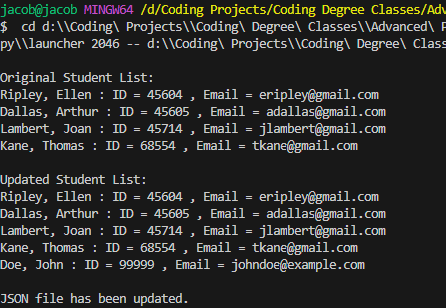 jacob@jacob MINGW64 /d/Coding Projects/Coding Degree Classes/Adv
$ cd d:\\Coding\ Projects\\Coding\ Degree\ Classes\\Advanced\ P
py\\launcher 2046 -- d:\\Coding\ Projects\\Coding\ Degree\ Clas
Original Student List:
Ripley, Ellen : ID = 45604 , Email = eripley@gmail.com
Dallas, Arthur : ID = 45605 , Email = adallas@gmail.com
Lambert, Joan : ID = 45714 , Email = jlambert@gmail.com
Kane, Thomas : ID = 68554 , Email = tkane@gmail.com
Updated Student List:
Ripley, Ellen : ID = 45604 , Email = eripley@gmail.com
Dallas, Arthur : ID = 45605 , Email = adallas@gmail.com
Lambert, Joan : ID = 45714 , Email = jlambert@gmail.com
Kane, Thomas : ID = 68554 , Email = tkane@gmail.com
Doe, John : ID = 99999 , Email = johndoe@example.com
JSON file has been updated.